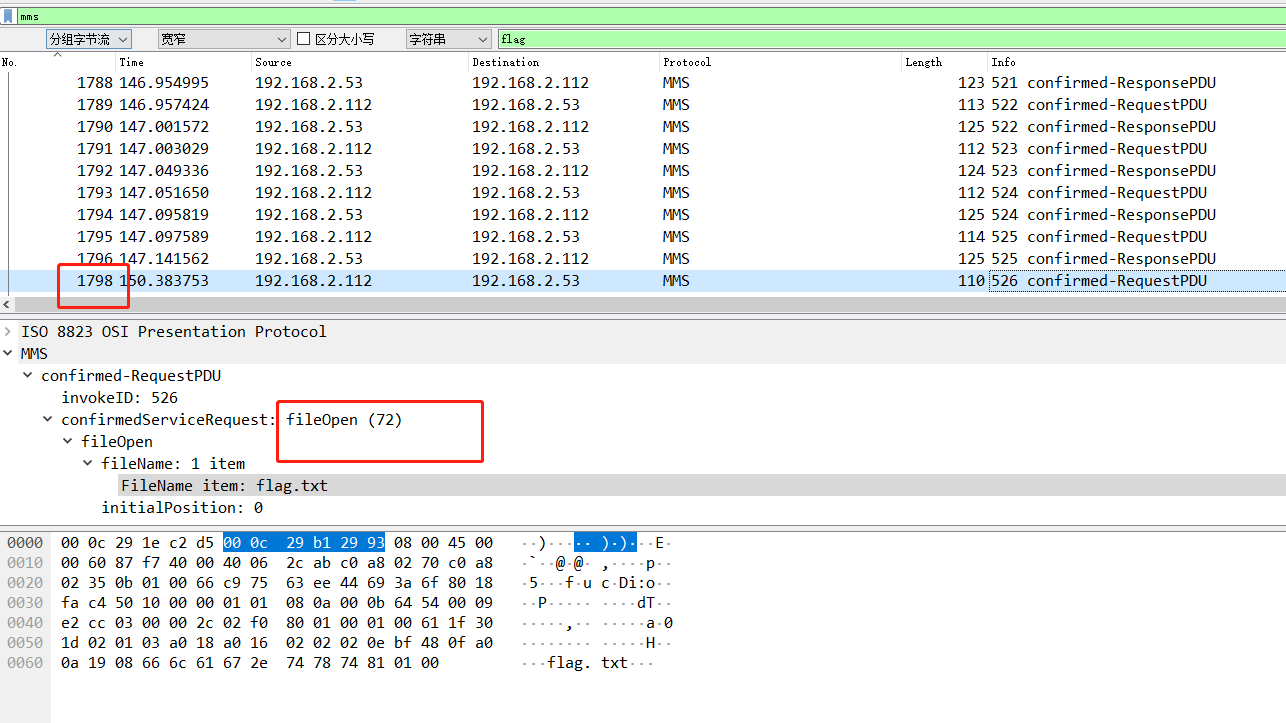 mms
分组字节流 宽窄 区分大小写 字符串 flag
No. Time Source Destination Protocol Length Info
1788 146.954995 192.168.2.53 192.168.2.112 MMS 123 521 confirmed-ResponsePDU
1789 146.957424 192.168.2.112 192.168.2.53 MMS 113 522 confirmed-RequestPDU
1790 147.001572 192.168.2.53 192.168.2.112 MMS 125 522 confirmed-ResponsePDU
1791 147.003029 192.168.2.112 192.168.2.53 MMS 112 523 confirmed-RequestPDU
1792 147.049336 192.168.2.53 192.168.2.112 MMS 124 523 confirmed-ResponsePDU
1793 147.051650 192.168.2.112 192.168.2.53 MMS 112 524 confirmed-RequestPDU
1794 147.095819 192.168.2.53 192.168.2.112 MMS 125 524 confirmed-ResponsePDU
1795 147.097589 192.168.2.112 192.168.2.53 MMS 114 525 confirmed-RequestPDU
1796 147.141562 192.168.2.53 192.168.2.112 MMS 125 525 confirmed-ResponsePDU
1798 150.383753 192.168.2.112 192.168.2.53 MMS 110 526 confirmed-RequestPDU
ISO 8823 OSI Presentation Protocol
MMS
confirmed-RequestPDU
invokeID: 526
confirmedServiceRequest: fileOpen (72)
fileOpen
fileName: 1 item
FileName item: flag.txt
initialPosition: 0
0000 00 0c 29 1e c2 d5 00 0c 29 b1 29 93 08 00 45 00 ··)····· )·)···E·
0010 00 60 87 f7 40 00 40 06 2c ab c0 a8 02 70 c0 a8 ·`··@·@· ,····p··
0020 02 35 0b 01 00 66 c9 75 63 ee 44 69 3a 6f 80 18 ·5···f·u c·Di:o··
0030 fa c4 50 10 00 00 01 01 08 0a 00 0b 64 54 00 09 ··P····· ····dT··
0040 e2 cc 03 00 00 2c 02 f0 80 01 00 01 00 61 1f 30 ·····,·· ·····a·0
0050 1d 02 01 03 a0 18 a0 16 02 02 02 0e bf 48 0f a0 ········ ·····H··
0060 0a 19 08 66 6c 61 67 2e 74 78 74 81 01 00 ···flag. txt···